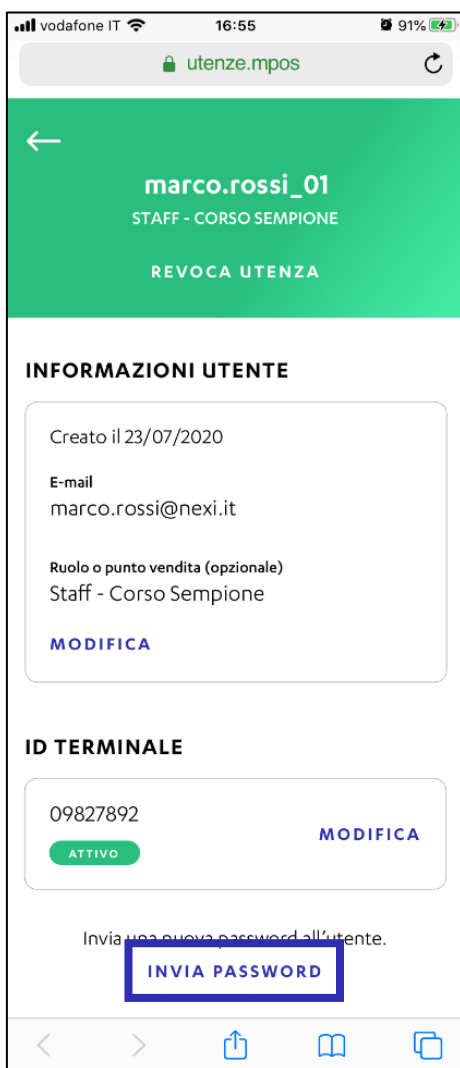 vodafone IT 16:55 91%
utenze.mpos
marco.rossi_01
STAFF - CORSO SEMPIONE
REVOCA UTENZA
INFORMAZIONI UTENTE
Creato il 23/07/2020
E-mail
marco.rossi@nexi.it
Ruolo o punto vendita (opzionale)
Staff - Corso Sempione
MODIFICA
ID TERMINALE
09827892
MODIFICA
ATTIVO
Invia una nuova password all'utente.
INVIA PASSWORD